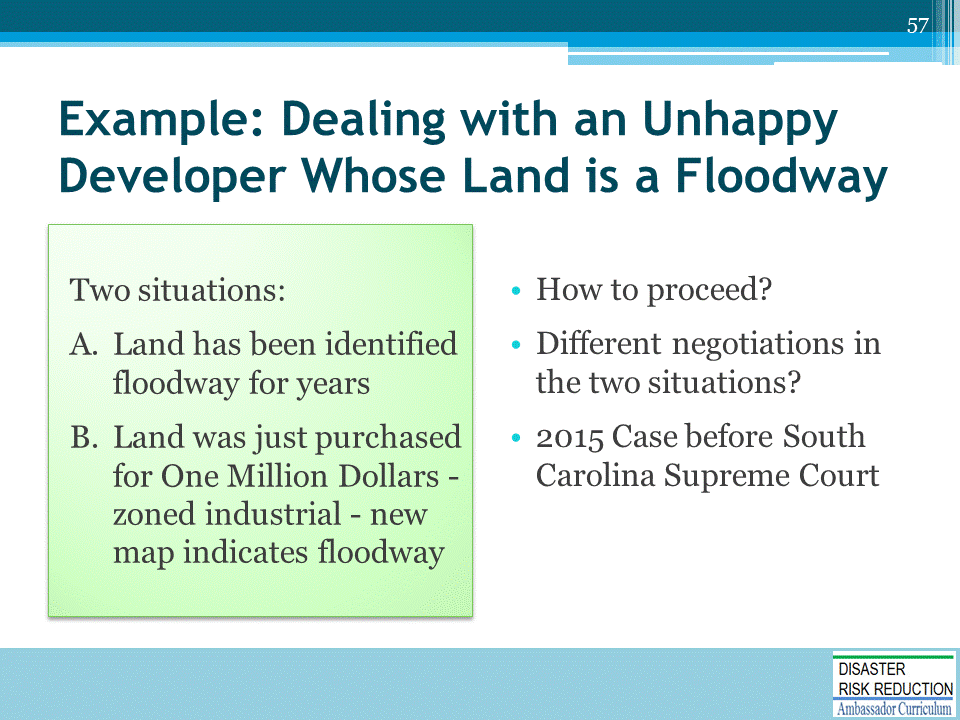 57
Example: Dealing with an Unhappy
Developer Whose Land is a Floodway
Two situations:
A. Land has been identified
floodway for years
B. Land was just purchased
for One Million Dollars -
zoned industrial - new
map indicates floodway
• How to proceed?
• Different negotiations in
the two situations?
• 2015 Case before South
Carolina Supreme Court
DISASTER
RISK REDUCTION
Ambassador Curriculum